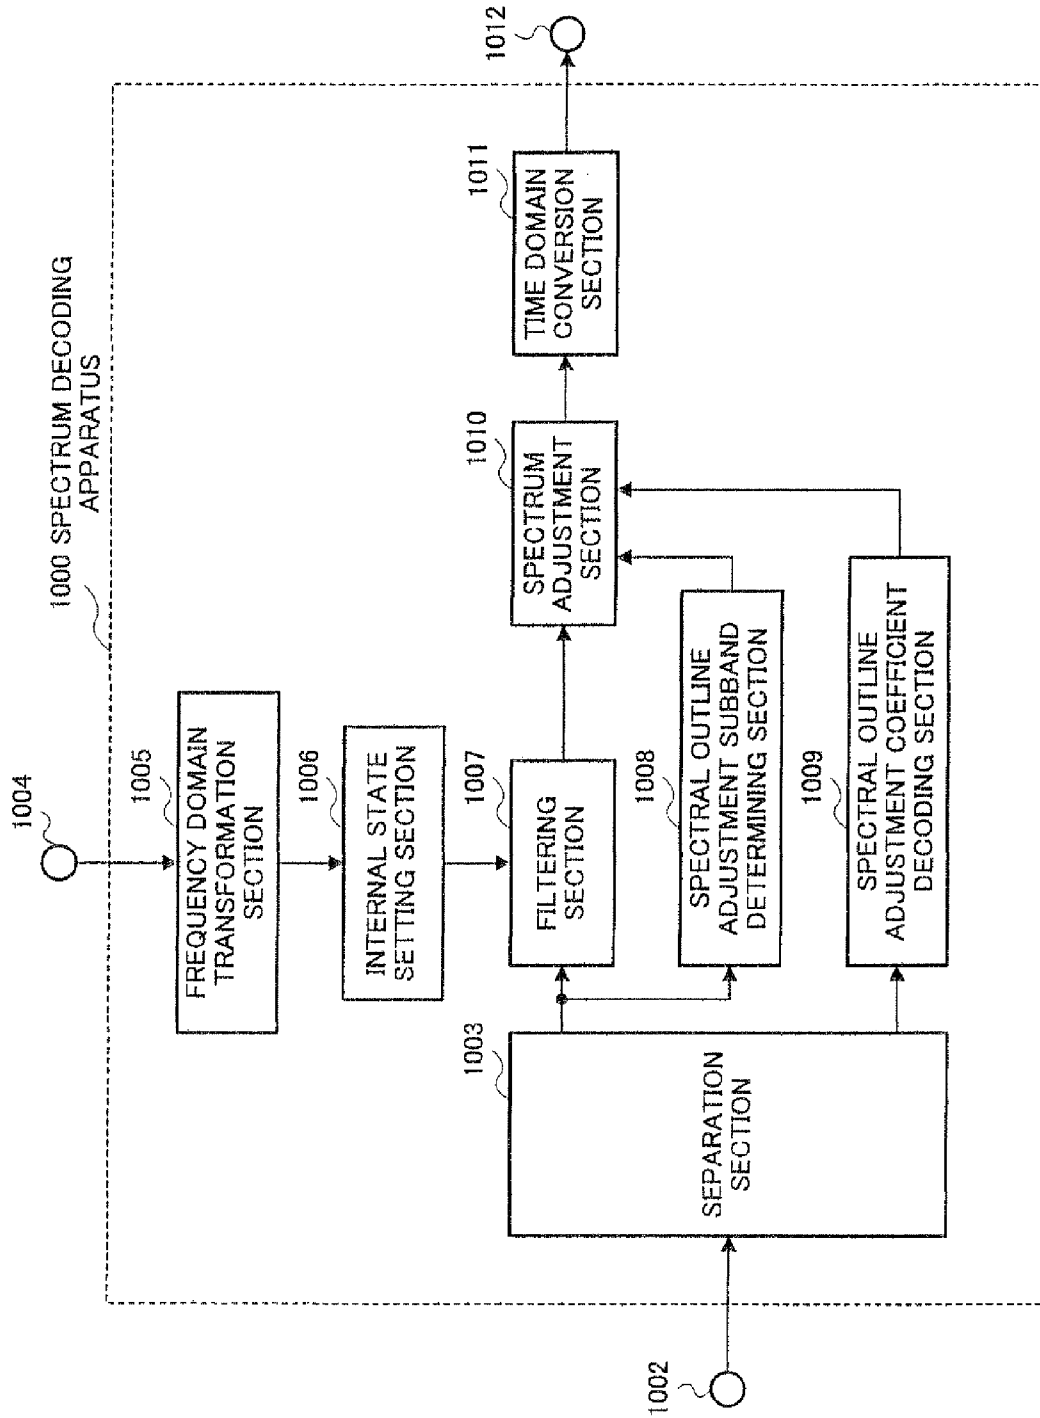 1000 SPECTRUM DECODING
APPARATUS
1004
1005
FREQUENCY DOMAIN
TRANSFORMATION
SECTION
1006
INTERNAL STATE
SETTING SECTION
1002
1003
SEPARATION
SECTION
1007
FILTERING
SECTION
1008
SPECTRAL OUTLINE
ADJUSTMENT SUBBAND
DETERMINING SECTION
1009
SPECTRAL OUTLINE
ADJUSTMENT COEFFICIENT
DECODING SECTION
1010
SPECTRUM
ADJUSTMENT
SECTION
1011
TIME DOMAIN
CONVERSION
SECTION
1012